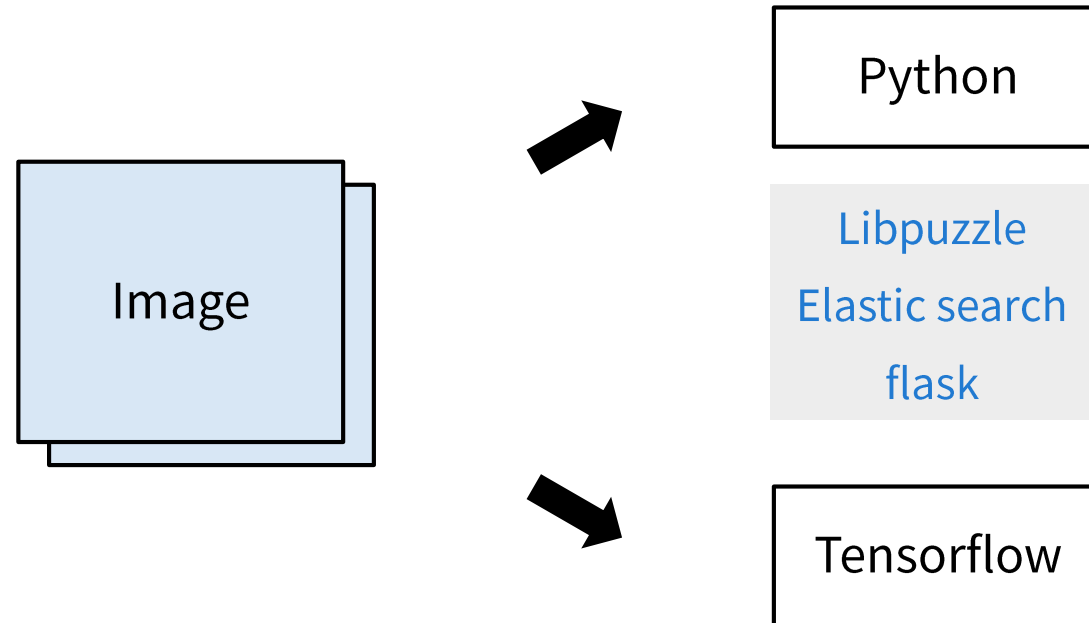 Python
Libpuzzle
Image
Elastic search
flask
Tensorflow